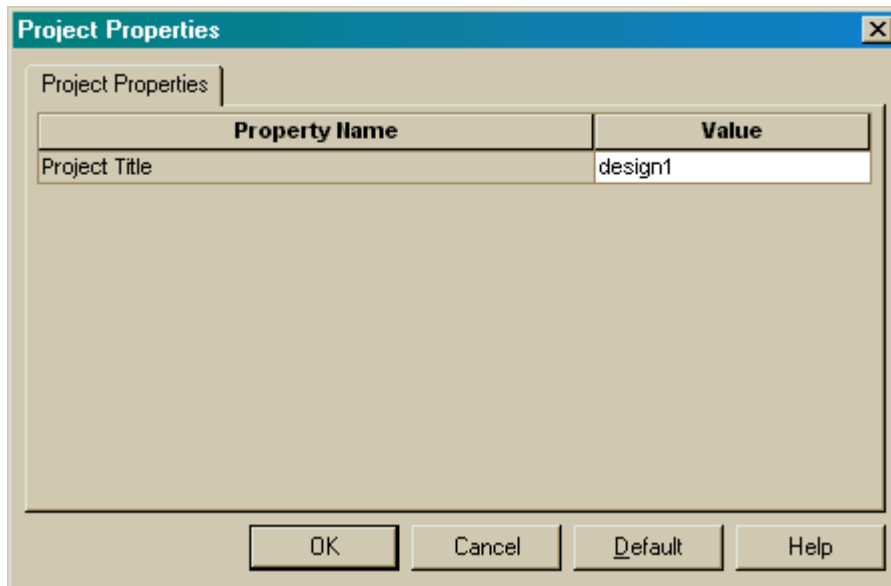 Project Properties
Project Properties
Property Name Value
Project Title design1
OK Cancel Default Help